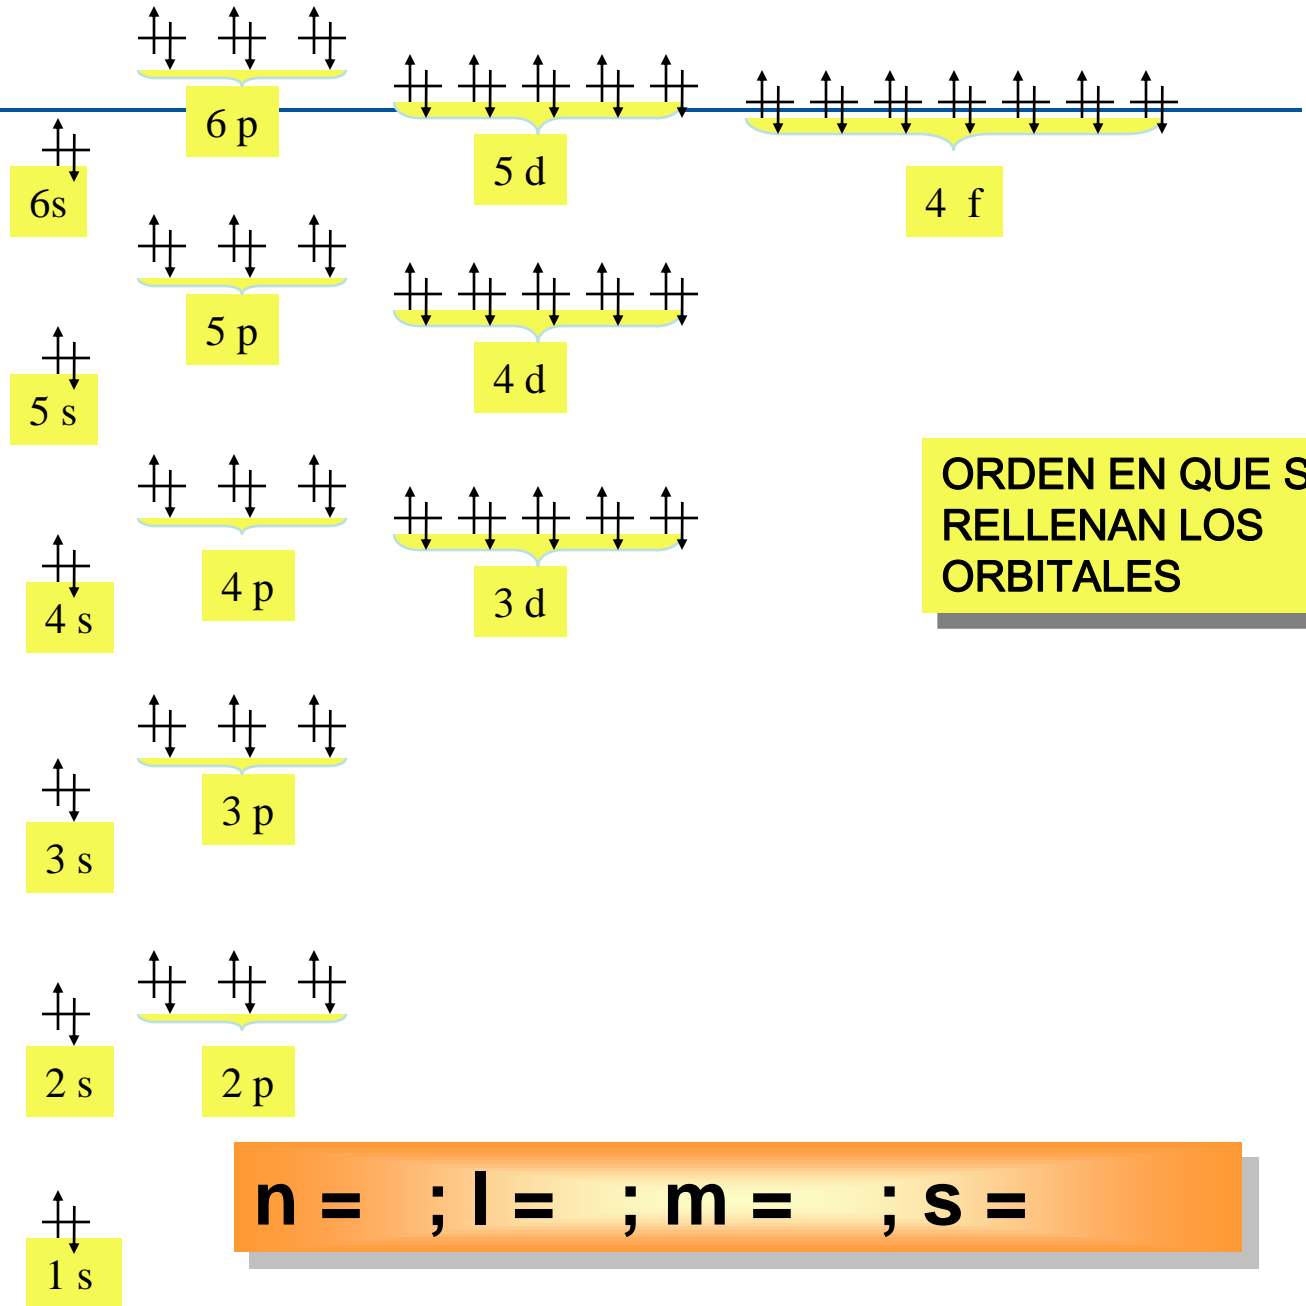 6 p
5 d
4 f
6s
5 p
4 d
5 s
ORDEN EN QUE S
RELLENAN LOS
ORBITALES
4 p
3 d
4 s
3 p
3 s
2 s
2 p
n = ; l = ; m = ; s =
1 s